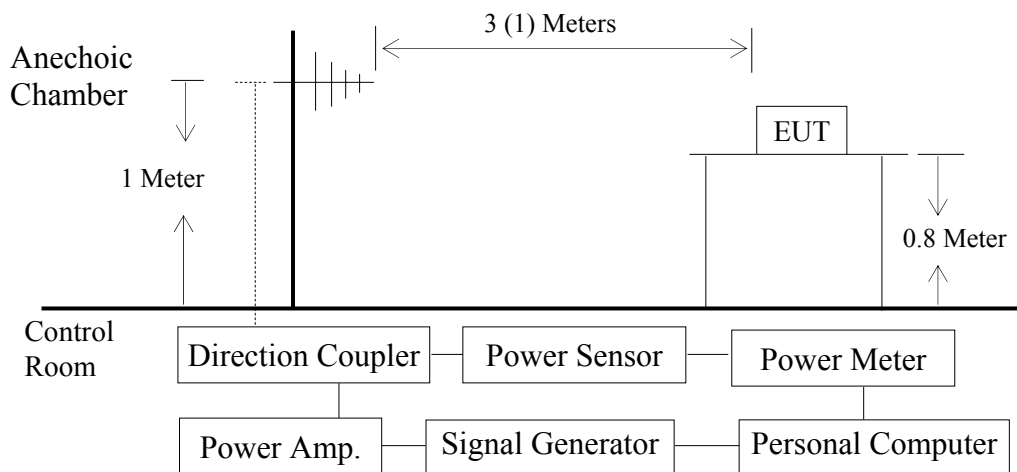 3 (1) Meters
Anechoic
Chamber
EUT
1 Meter
0.8 Meter
Control
Room
Direction Coupler
Power Sensor
Power Meter
Power Amp.
Signal Generator
Personal Computer